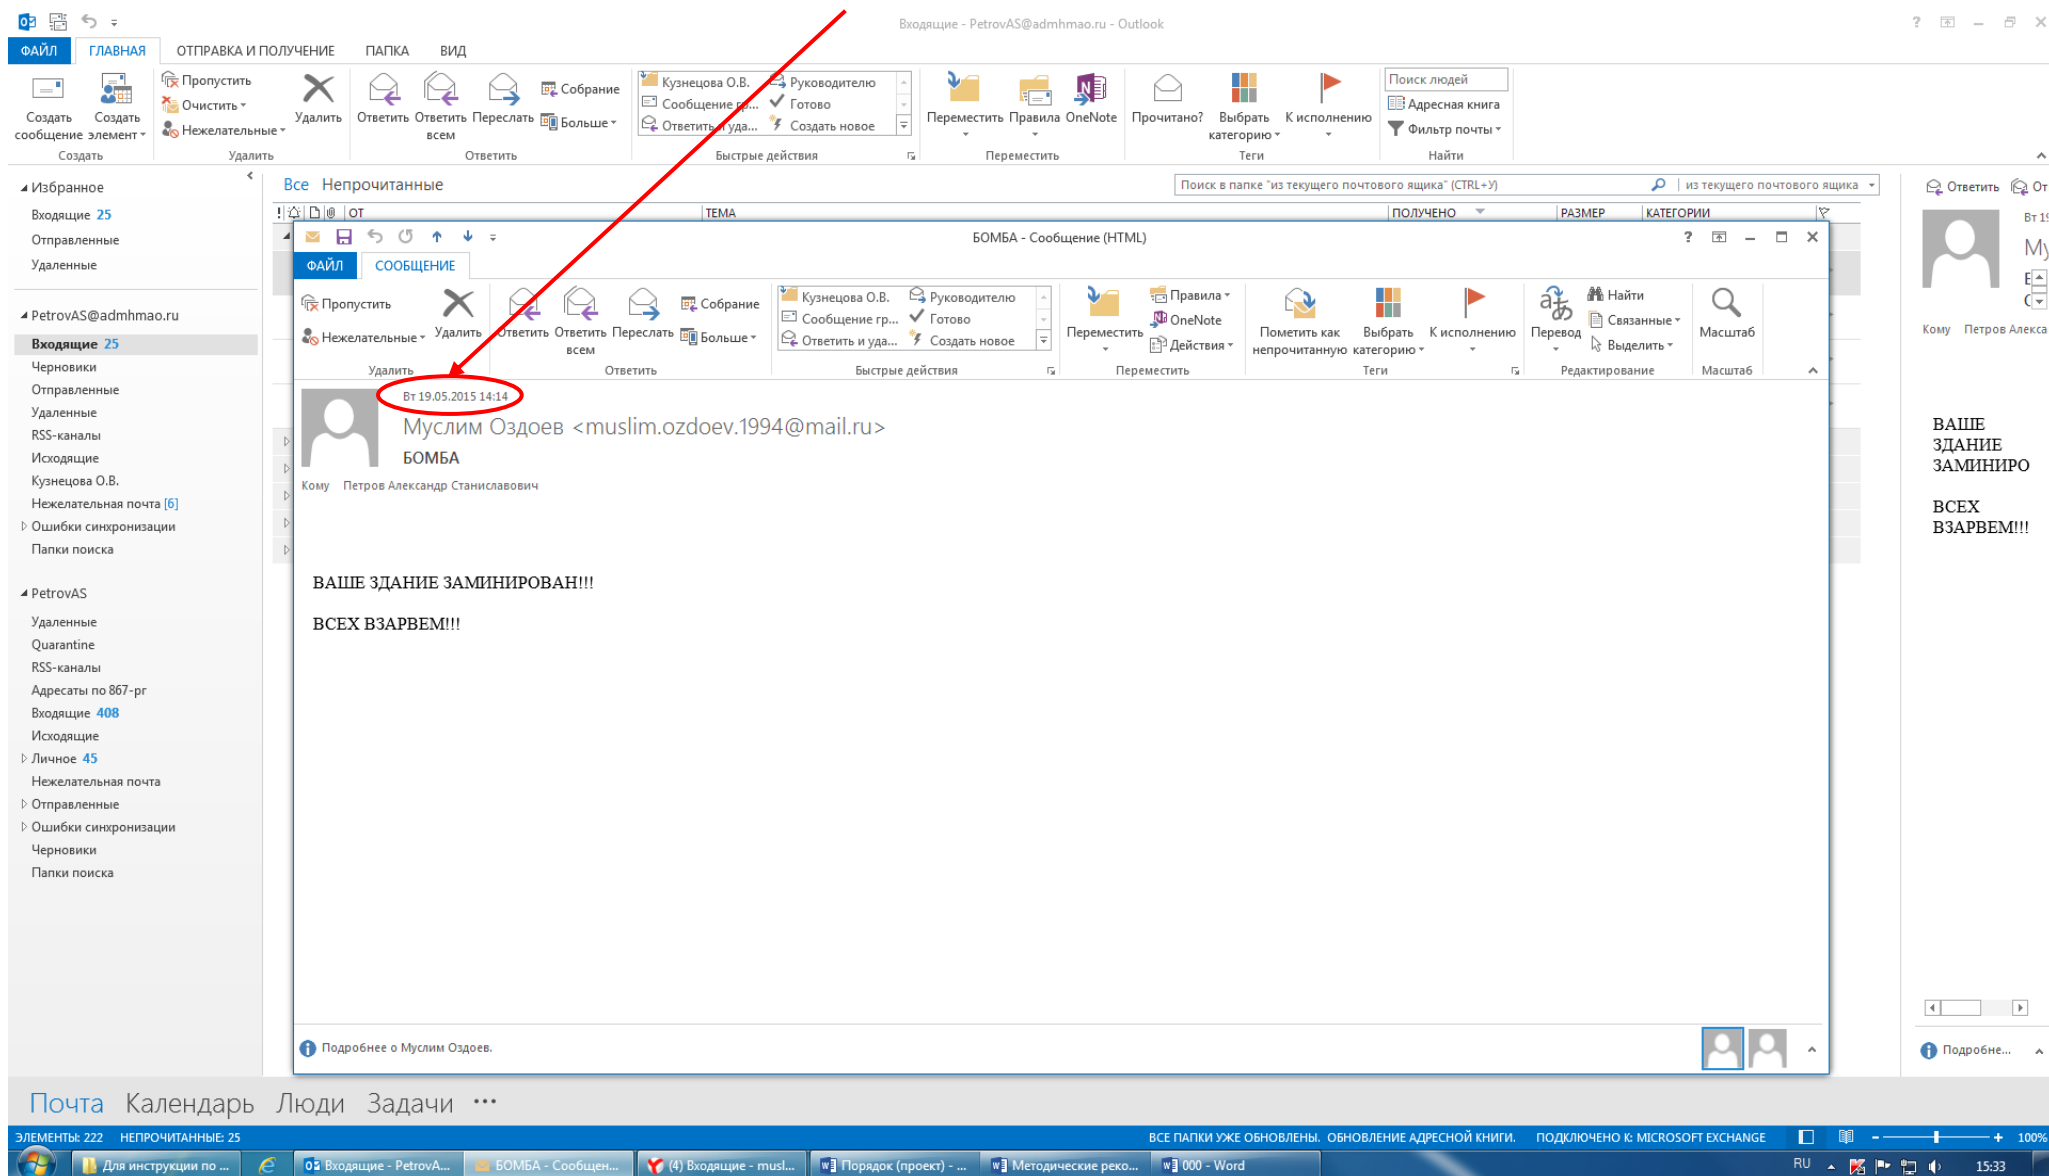 Входящие - PetrovAS@admhmao.ru - Outlook
ФАЙЛ ГЛАВНАЯ ОТПРАВКА И ПОЛУЧЕНИЕ ПАПКА ВИД
Создать сообщение
Создать элемент
Пропустить
Очистить
Нежелательные
Удалить
Ответить
Ответить всем
Переслать
Собрание
Больше
Кузнецова О.В.
Сообщение гр...
Ответить и уда...
Руководителю
Готово
Создать новое
Переместить
Правила
OneNote
Прочитано?
Выбрать категорию
К исполнению
Поиск людей
Адресная книга
Фильтр почты
Создать Удалить Ответить Быстрые действия Переместить Теги Найти
Избранное
Входящие 25
Отправленные
Удаленные
PetrovAS@admhmao.ru
Входящие 25
Черновики
Отправленные
Удаленные
RSS-каналы
Исходящие
Кузнецова О.В.
Нежелательная почта [6]
Ошибки синхронизации
Папки поиска
PetrovAS
Удаленные
Quarantine
RSS-каналы
Адресаты по 867-рг
Входящие 408
Исходящие
Личное 45
Нежелательная почта
Отправленные
Ошибки синхронизации
Черновики
Папки поиска
Все Непрочитанные
Поиск в папке "из текущего почтового ящика" (CTRL+У) из текущего почтового ящика
ОТ ТЕМА ПОЛУЧЕНО РАЗМЕР КАТЕГОРИИ
БОМБА - Сообщение (HTML)
ФАЙЛ СООБЩЕНИЕ
Пропустить
Нежелательные
Удалить
Ответить
Ответить всем
Переслать
Собрание
Больше
Кузнецова О.В.
Сообщение гр...
Ответить и уда...
Руководителю
Готово
Создать новое
Переместить
Правила
OneNote
Действия
Пометить как непрочитанную
Выбрать категорию
К исполнению
Перевод
Найти
Связанные
Выделить
Масштаб
Удалить Ответить Быстрые действия Переместить Теги Редактирование Масштаб
Вт 19.05.2015 14:14
Муслим Оздоев <muslim.ozdoev.1994@mail.ru>
БОМБА
Кому Петров Александр Станиславович
ВАШЕ ЗДАНИЕ ЗАМИНИРОВАН!!!
ВСЕХ ВЗАРВЕМ!!!
Подробнее о Муслим Оздоев.
Ответить От
Вт 19
Му
Кому Петров Алекса
ВАШЕ
ЗДАНИЕ
ЗАМИНИРО
ВСЕХ
ВЗАРВЕМ!!!
Подробне...
Почта Календарь Люди Задачи ...
ЭЛЕМЕНТЫ: 222 НЕПРОЧИТАННЫЕ: 25 ВСЕ ПАПКИ УЖЕ ОБНОВЛЕНЫ. ОБНОВЛЕНИЕ АДРЕСНОЙ КНИГИ. ПОДКЛЮЧЕНО К: MICROSOFT EXCHANGE 100%
Для инструкции по ... Входящие - PetrovA... БОМБА - Сообщен... (4) Входящие - musl... Порядок (проект) - ... Методические реко... 000 - Word RU 15:33